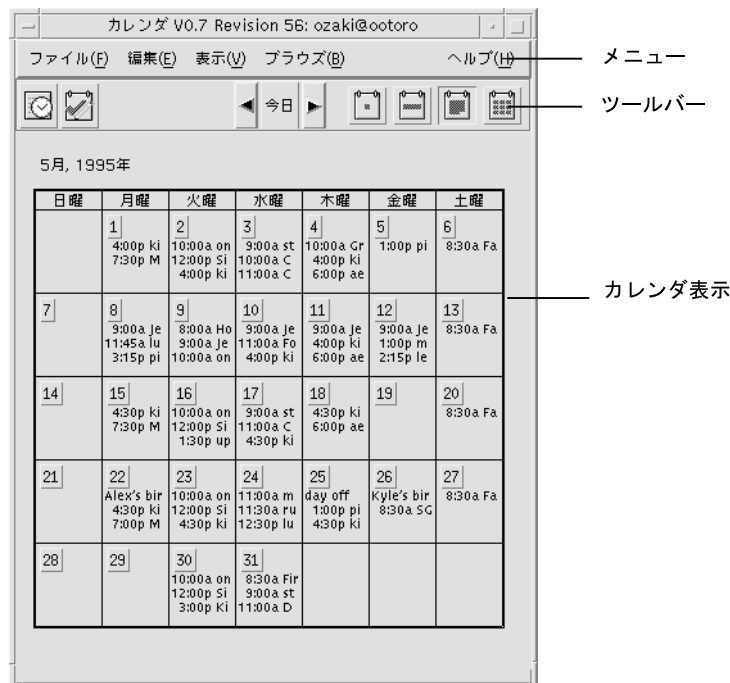 カレンダ V0.7 Revision 56: ozaki@ootoro
ファイル(F) 編集(E) 表示(V) ブラウズ(B) ヘルプ(H)
メニュー
今日
ツールバー
5月, 1995年
日曜 月曜 火曜 水曜 木曜 金曜 土曜
1 2 3 4 5 6
4:00p ki 10:00a on 9:00a st 10:00a Gr 1:00p pi 8:30a Fa
7:30p M 12:00p Si 10:00a C 4:00p ki
4:00p ki 11:00a C 6:00p ae
カレンダ表示
7 8 9 10 11 12 13
9:00a Je 8:00a Ho 9:00a Je 9:00a Je 9:00a Je 8:30a Fa
11:45a lu 9:00a Je 11:00a Fo 4:00p ki 1:00p m
3:15p pi 10:00a on 4:00p ki 6:00p ae 2:15p le
14 15 16 17 18 19 20
4:30p ki 10:00a on 9:00a st 4:30p ki 8:30a Fa
7:30p M 12:00p Si 11:00a C 6:00p ae
1:30p up 4:30p ki
21 22 23 24 25 26 27
Alex's bir 10:00a on 11:00a m day off Kyle's bir 8:30a Fa
4:30p ki 12:00p Si 11:30a ru 1:00p pi 8:30a SG
7:00p M 4:30p ki 12:30p lu 4:30p ki
28 29 30 31
10:00a on 8:30a Fir
12:00p Si 9:00a st
3:00p Ki 11:00a D